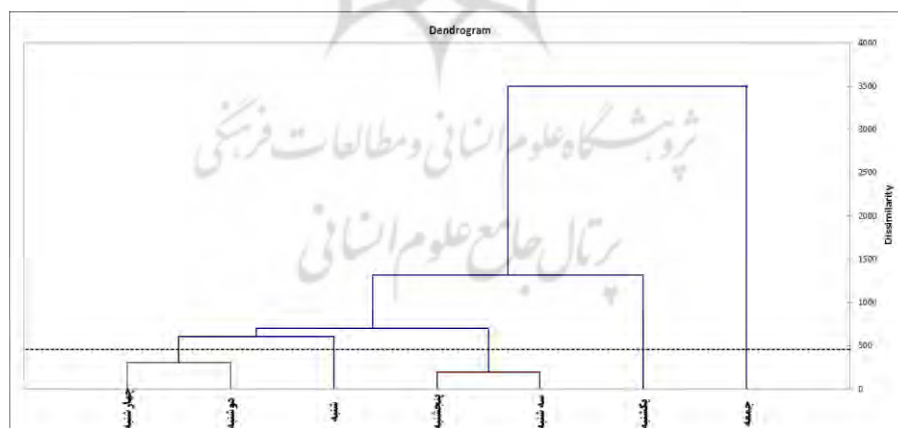 Dendrogram
پژوهشگاه علوم انسانی و مطالعات فرهنگی
پرتال جامع علوم انسانی
4000
3500
3000
2500
2000
1500
1000
500
0
Dissimilarity
چهارشنبه
دوشنبه
شنبه
پنجشنبه
سه شنبه
یکشنبه
جمعه